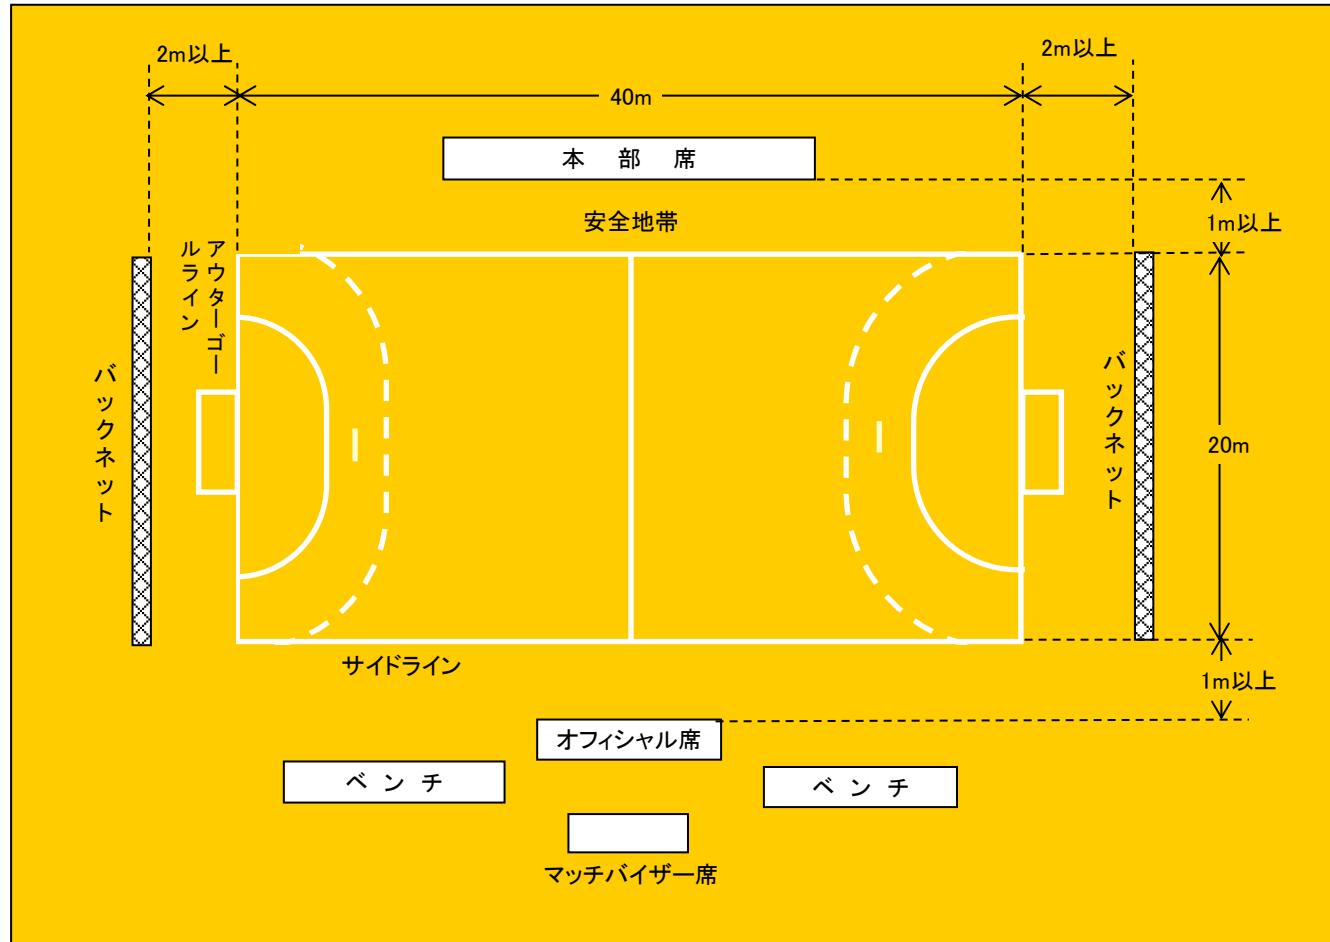 2m以上
2m以上
40m
本　部　席
安全地帯
1m以上
アウターゴー
ルライン
バックネット
バックネット
20m
サイドライン
1m以上
オフィシャル席
ベ　ン　チ
ベ　ン　チ
マッチバイザー席